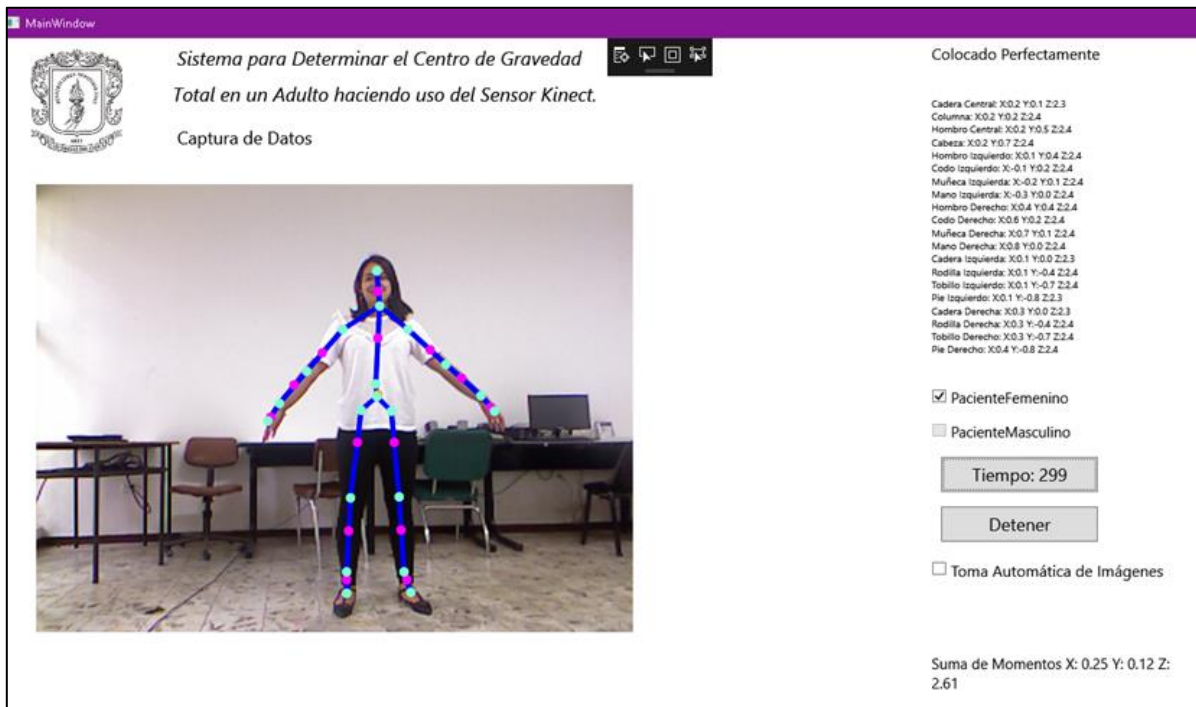 MainWindow
Sistema para Determinar el Centro de Gravedad
Total en un Adulto haciendo uso del Sensor Kinect.
Captura de Datos
Colocado Perfectamente
Cadera Central: X:0.2 Y:0.1 Z:2.3
Columna: X:0.2 Y:0.2 Z:2.4
Hombro Central: X:0.2 Y:0.5 Z:2.4
Cabeza: X:0.2 Y:0.7 Z:2.4
Hombro Izquierdo: X:0.1 Y:0.4 Z:2.4
Codo Izquierdo: X:-0.1 Y:0.2 Z:2.4
Muñeca Izquierda: X:-0.2 Y:0.1 Z:2.4
Mano Izquierda: X:-0.3 Y:0.0 Z:2.4
Hombro Derecho: X:0.4 Y:0.4 Z:2.4
Codo Derecho: X:0.6 Y:0.2 Z:2.4
Muñeca Derecha: X:0.7 Y:0.1 Z:2.4
Mano Derecha: X:0.8 Y:0.0 Z:2.4
Cadera Izquierda: X:0.1 Y:0.0 Z:2.3
Rodilla Izquierda: X:0.1 Y:-0.4 Z:2.4
Tobillo Izquierdo: X:0.1 Y:-0.7 Z:2.4
Pie Izquierdo: X:0.1 Y:-0.8 Z:2.3
Cadera Derecha: X:0.3 Y:0.0 Z:2.3
Rodilla Derecha: X:0.3 Y:-0.4 Z:2.4
Tobillo Derecho: X:0.3 Y:-0.7 Z:2.4
Pie Derecho: X:0.4 Y:-0.8 Z:2.4
PacienteFemenino
PacienteMasculino
Tiempo: 299
Detener
Toma Automática de Imágenes
Suma de Momentos X: 0.25 Y: 0.12 Z:
2.61